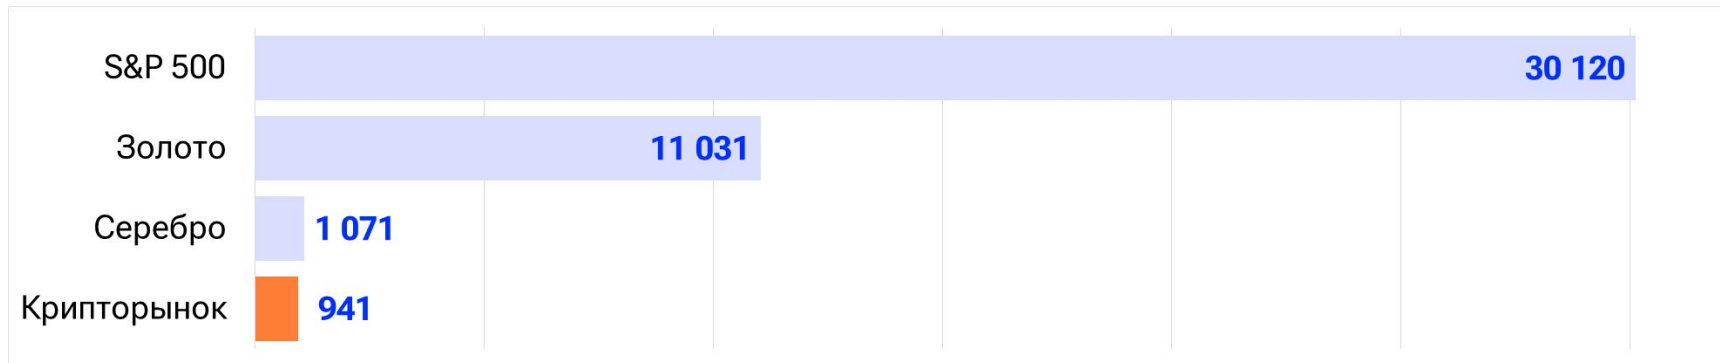 S&P 500 30 120
Золото 11 031
Серебро 1 071
Крипторынок 941